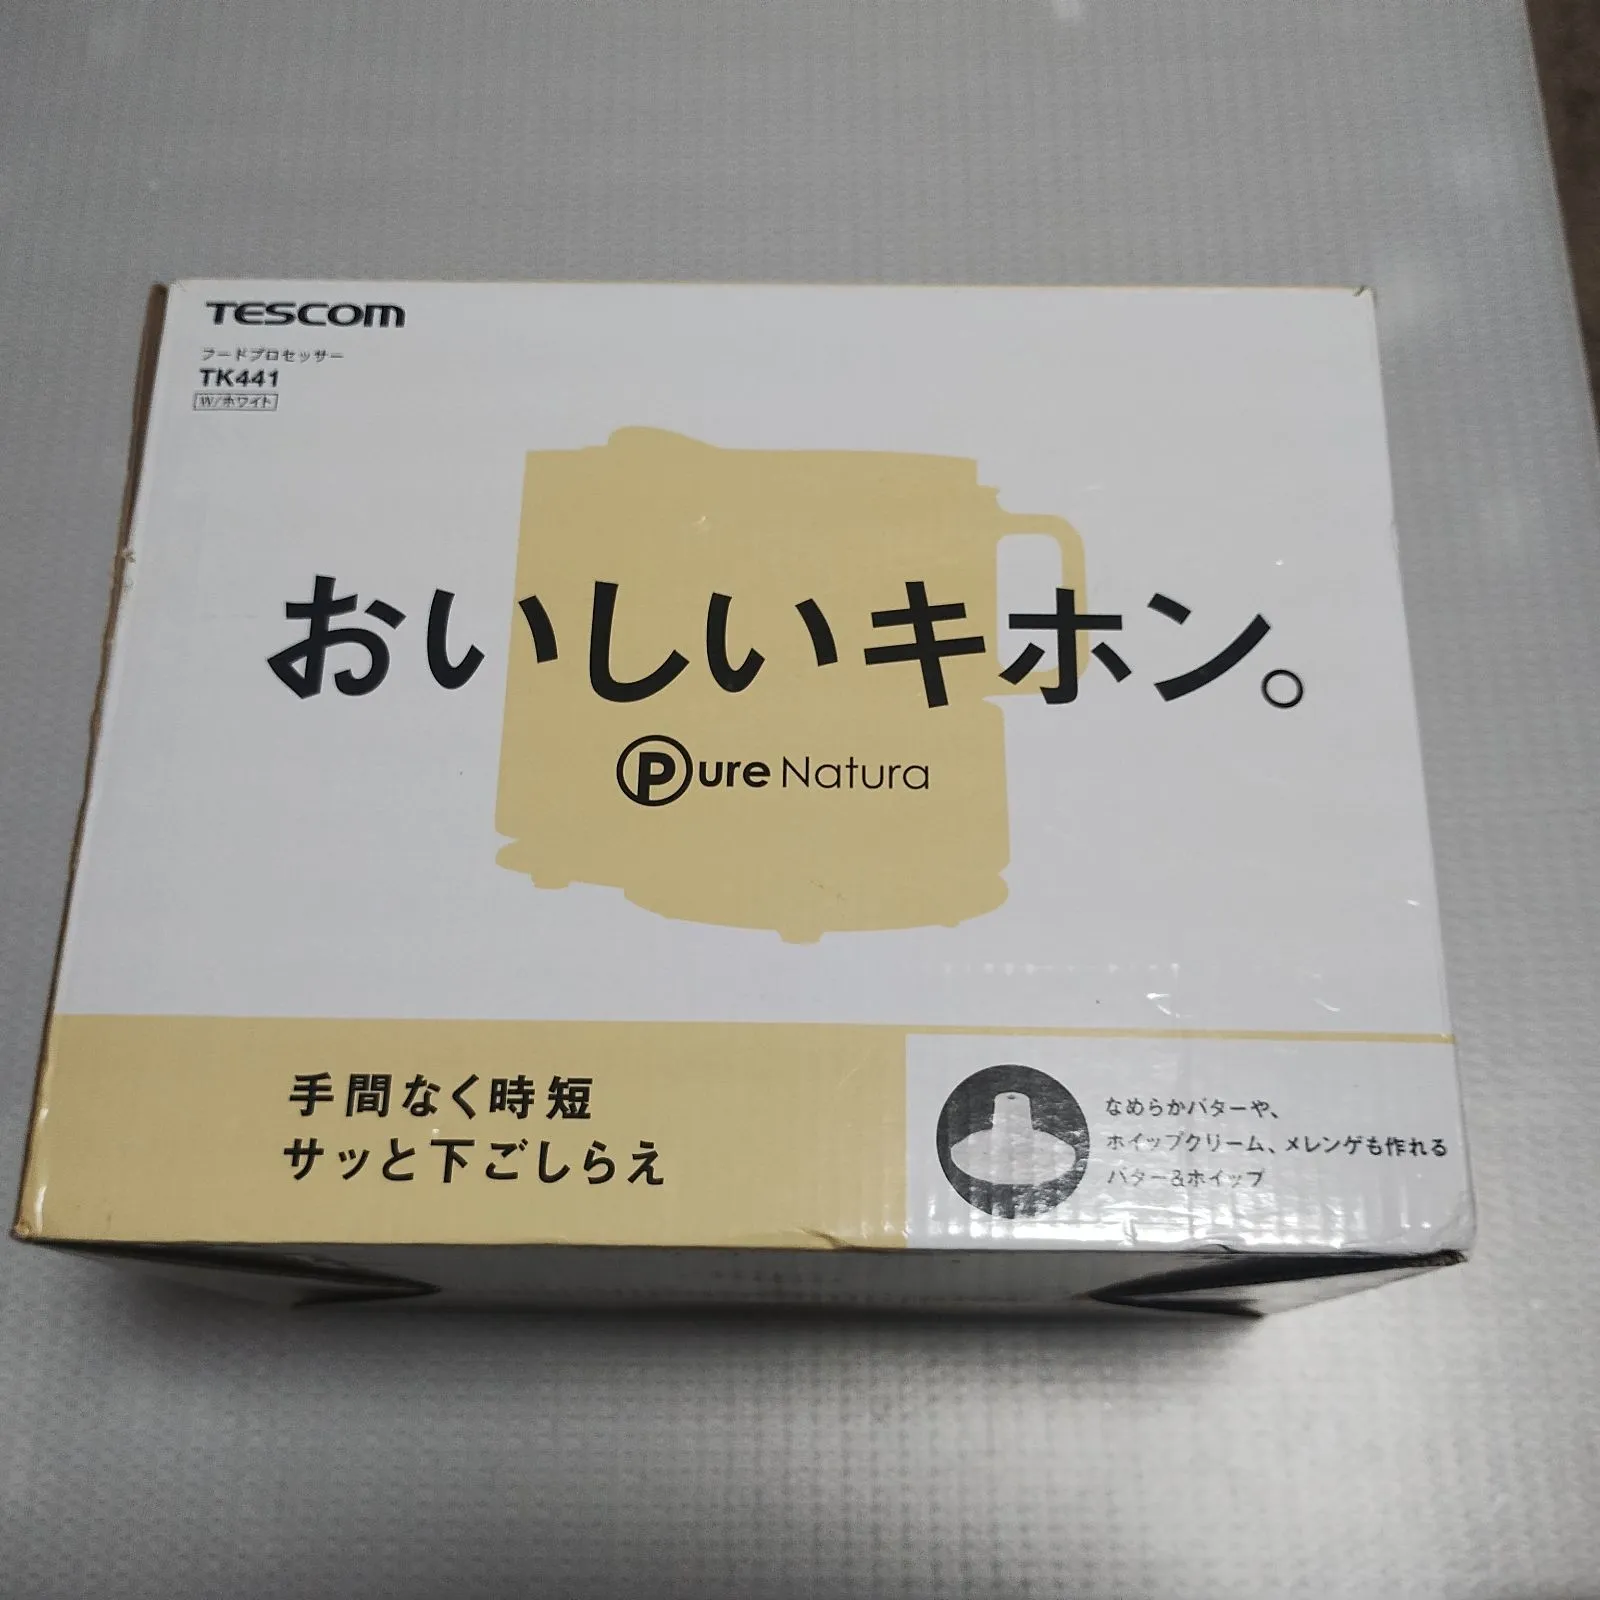 TESCOM
フードプロセッサー
TK441
W/ホワイト
おいしいキホン。
Pure Natura
手間なく時短
サッと下ごしらえ
なめらかバターや、
ホイップクリーム、メレンゲも作れる
バター&ホイップ